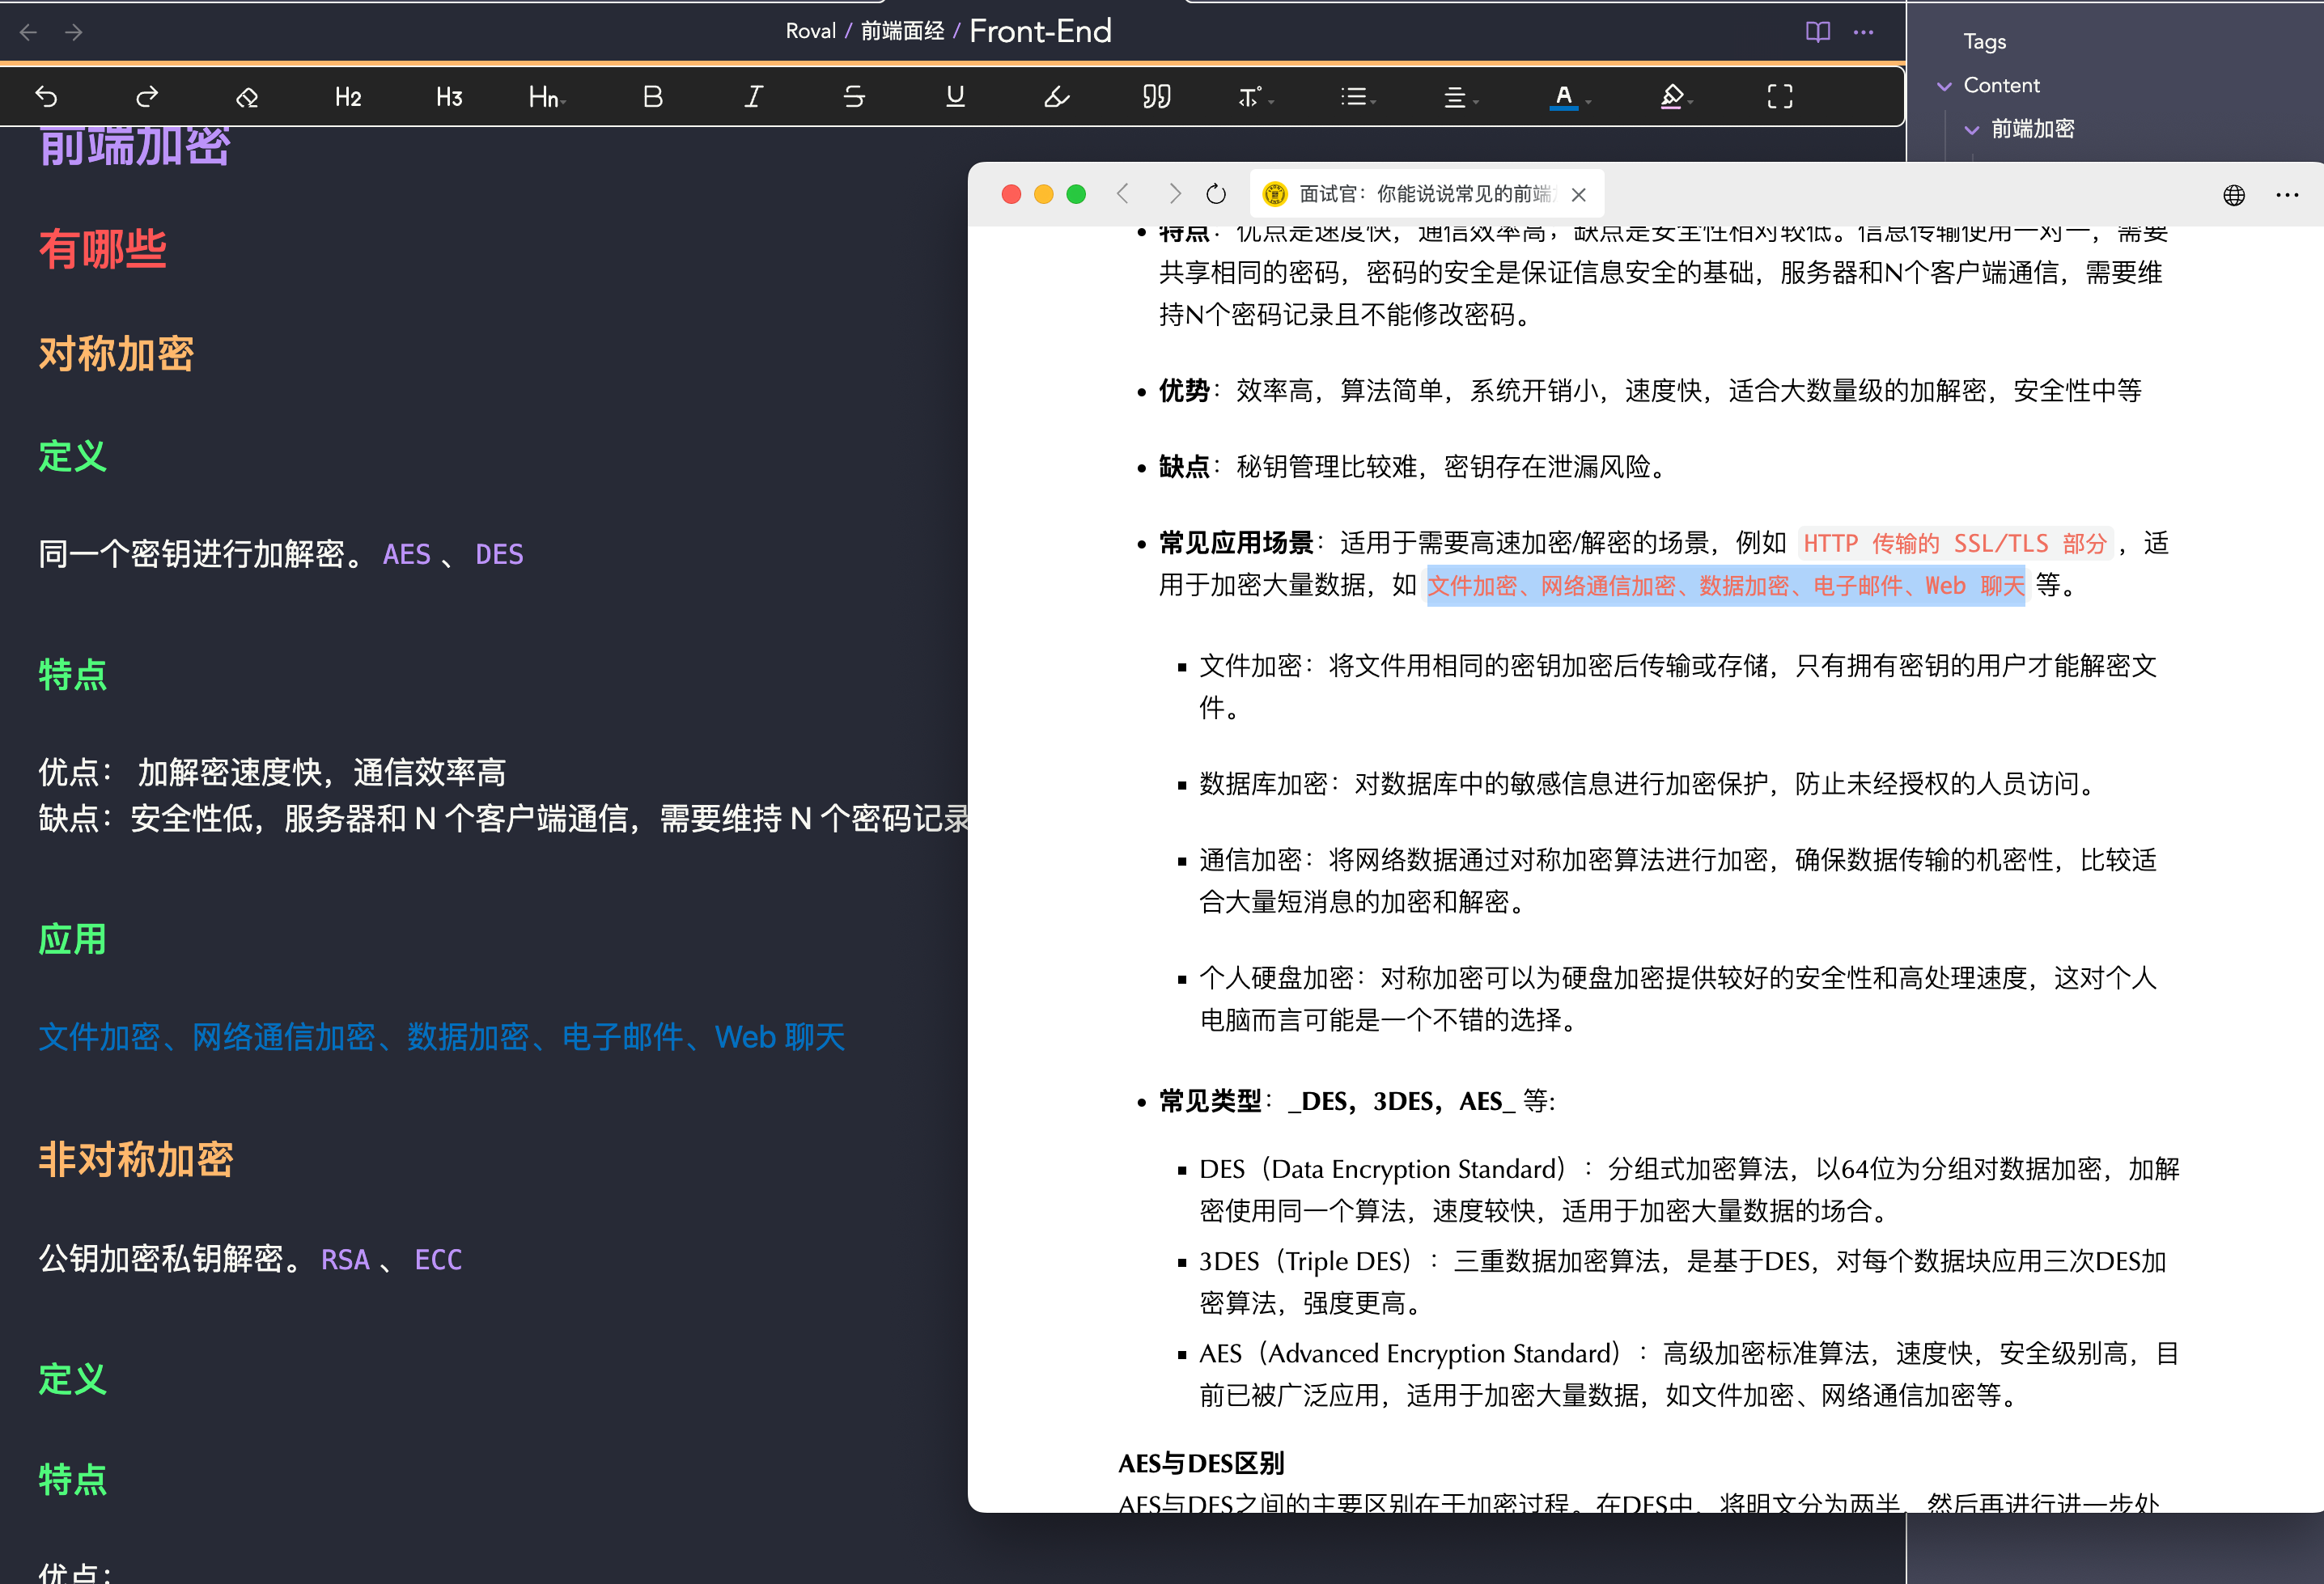 Roval / 前端面经 / Front-End
H2 H3 Hn B I S U A
前端加密
有哪些
对称加密
定义
同一个密钥进行加解密。 AES 、 DES
特点
优点： 加解密速度快，通信效率高
缺点：安全性低，服务器和 N 个客户端通信，需要维持 N 个密码记录
应用
文件加密、网络通信加密、数据加密、电子邮件、Web 聊天
非对称加密
公钥加密私钥解密。 RSA 、 ECC
定义
特点
优点：
Tags
Content
前端加密
面试官：你能说说常见的前端
特点：优点是速度快，通信效率高，缺点是安全性相对较低。信息传输使用一对一，需要
共享相同的密码，密码的安全是保证信息安全的基础，服务器和N个客户端通信，需要维
持N个密码记录且不能修改密码。
优势：效率高，算法简单，系统开销小，速度快，适合大数量级的加解密，安全性中等
缺点：秘钥管理比较难，密钥存在泄漏风险。
常见应用场景：适用于需要高速加密/解密的场景，例如 HTTP 传输的 SSL/TLS 部分 ，适
用于加密大量数据，如 文件加密、网络通信加密、数据加密、电子邮件、Web 聊天 等。
文件加密：将文件用相同的密钥加密后传输或存储，只有拥有密钥的用户才能解密文
件。
数据库加密：对数据库中的敏感信息进行加密保护，防止未经授权的人员访问。
通信加密：将网络数据通过对称加密算法进行加密，确保数据传输的机密性，比较适
合大量短消息的加密和解密。
个人硬盘加密：对称加密可以为硬盘加密提供较好的安全性和高处理速度，这对个人
电脑而言可能是一个不错的选择。
常见类型：_DES，3DES，AES_ 等:
DES（Data Encryption Standard）：分组式加密算法，以64位为分组对数据加密，加解
密使用同一个算法，速度较快，适用于加密大量数据的场合。
3DES（Triple DES）：三重数据加密算法，是基于DES，对每个数据块应用三次DES加
密算法，强度更高。
AES（Advanced Encryption Standard）：高级加密标准算法，速度快，安全级别高，目
前已被广泛应用，适用于加密大量数据，如文件加密、网络通信加密等。
AES与DES区别
AES与DES之间的主要区别在于加密过程。在DES中，将明文分为两半，然后再进行进一步处